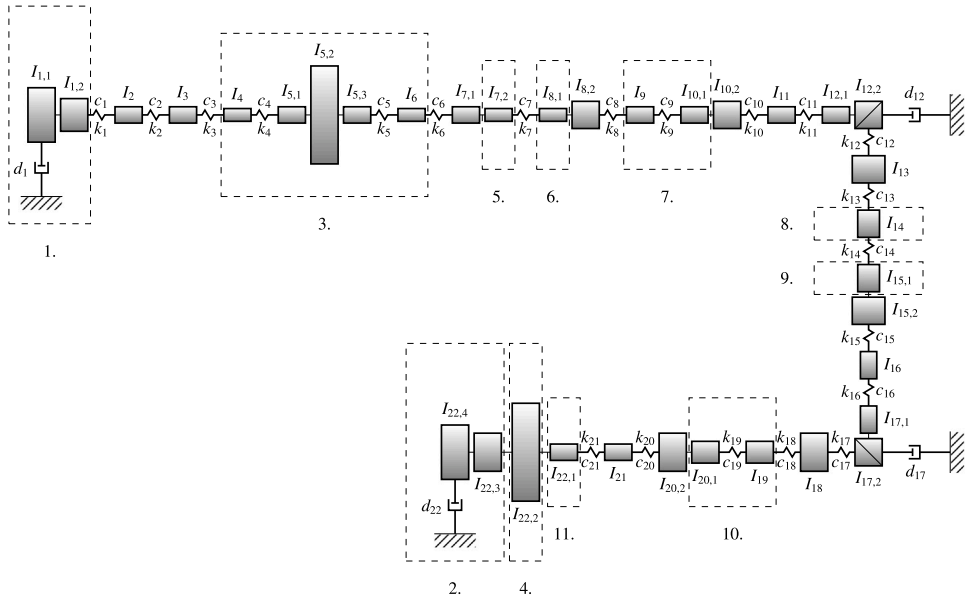 I1,1
I1,2
c1
k1
I2
c2
k2
I3
c3
k3
I4
c4
k4
I5,1
I5,2
I5,3
c5
k5
I6
c6
k6
I7,1
I7,2
c7
k7
I8,1
I8,2
c8
k8
I9
c9
k9
I10,1
I10,2
c10
k10
I11
c11
k11
I12,1
I12,2
d12
d1
1.
3.
5.
6.
7.
k12 c12
I13
k13 c13
8.
I14
k14 c14
9.
I15,1
I15,2
k15 c15
I16
k16 c16
I17,1
I17,2
d17
k17
c17
I18
k18
c18
I19
k19
c19
I20,1
I20,2
k20
c20
I21
k21
c21
I22,1
I22,2
I22,3
I22,4
d22
2.
4.
11.
10.